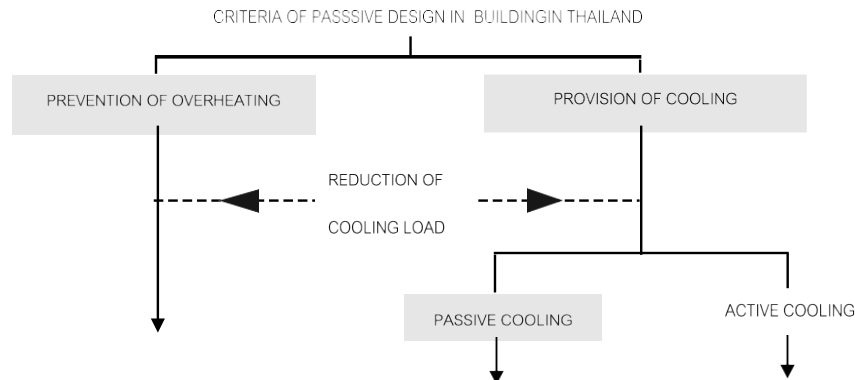 CRITERIA OF PASSSIVE DESIGN IN BUILDINGIN THAILAND
PREVENTION OF OVERHEATING
PROVISION OF COOLING
REDUCTION OF
COOLING LOAD
PASSIVE COOLING
ACTIVE COOLING